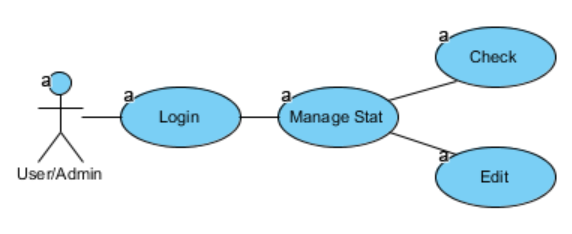 a
Check
a
a
a
Login
Manage Stat
a
User/Admin
Edit